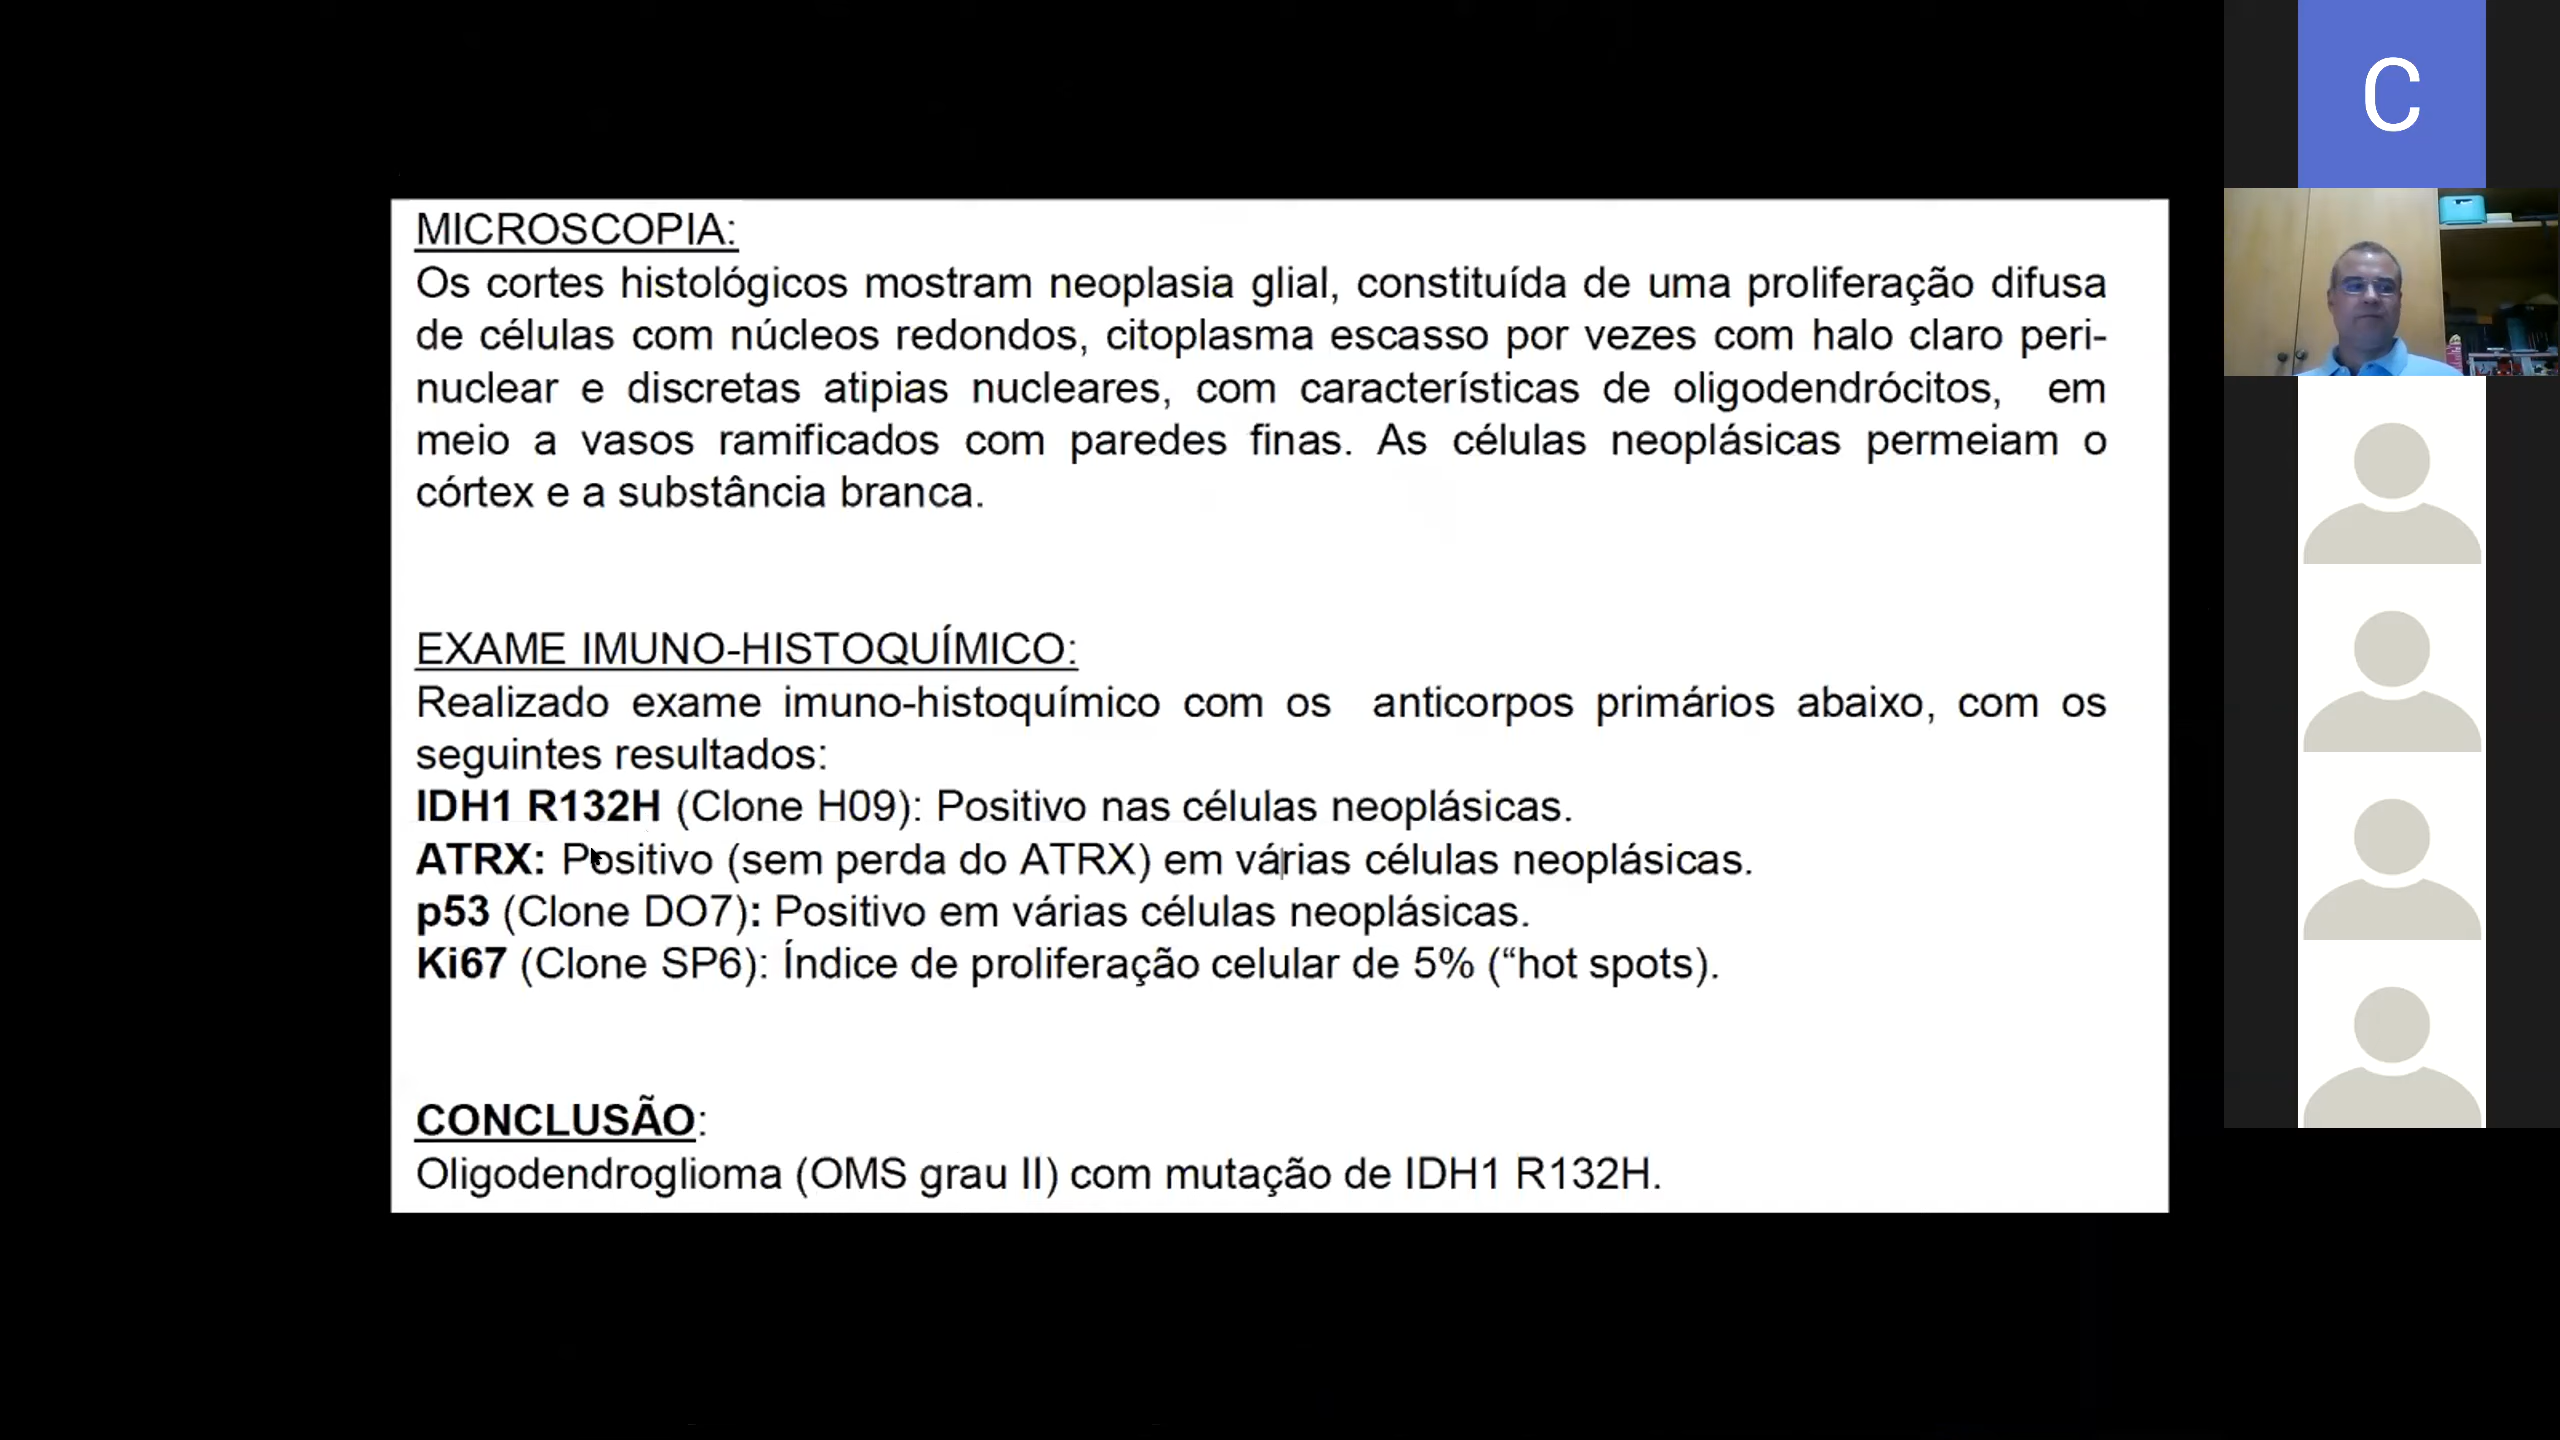 MICROSCOPIA:
Os cortes histológicos mostram neoplasia glial, constituída de uma proliferação difusa
de células com núcleos redondos, citoplasma escasso por vezes com halo claro peri-
nuclear e discretas atipias nucleares, com características de oligodendrócitos, em
meio a vasos ramificados com paredes finas. As células neoplásicas permeiam o
córtex e a substância branca.
EXAME IMUNO-HISTOQUÍMICO:
Realizado exame imuno-histoquímico com os anticorpos primários abaixo, com os
seguintes resultados:
IDH1 R132H (Clone H09): Positivo nas células neoplásicas.
ATRX: Positivo (sem perda do ATRX) em várias células neoplásicas.
p53 (Clone DO7): Positivo em várias células neoplásicas.
Ki67 (Clone SP6): Índice de proliferação celular de 5% (“hot spots).
CONCLUSÃO:
Oligodendroglioma (OMS grau II) com mutação de IDH1 R132H.
C